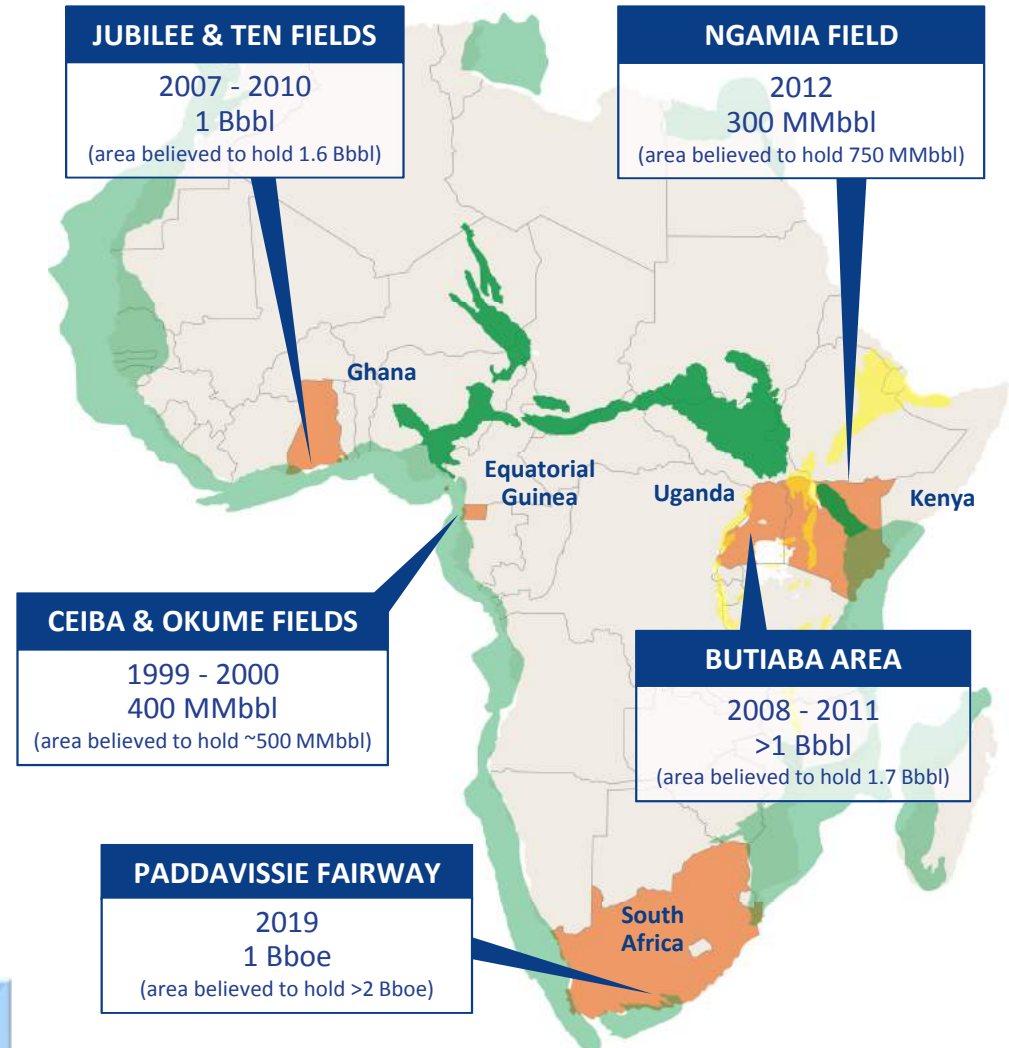 JUBILEE & TEN FIELDS
2007 - 2010
1 Bbbl
(area believed to hold 1.6 Bbbl)
NGAMIA FIELD
2012
300 MMbbl
(area believed to hold 750 MMbbl)
Ghana
Equatorial
Guinea
Uganda
Kenya
CEIBA & OKUME FIELDS
1999 - 2000
400 MMbbl
(area believed to hold ~500 MMbbl)
BUTIABA AREA
2008 - 2011
>1 Bbbl
(area believed to hold 1.7 Bbbl)
PADDAVISSIE FAIRWAY
2019
1 Bboe
(area believed to hold >2 Bboe)
South
Africa